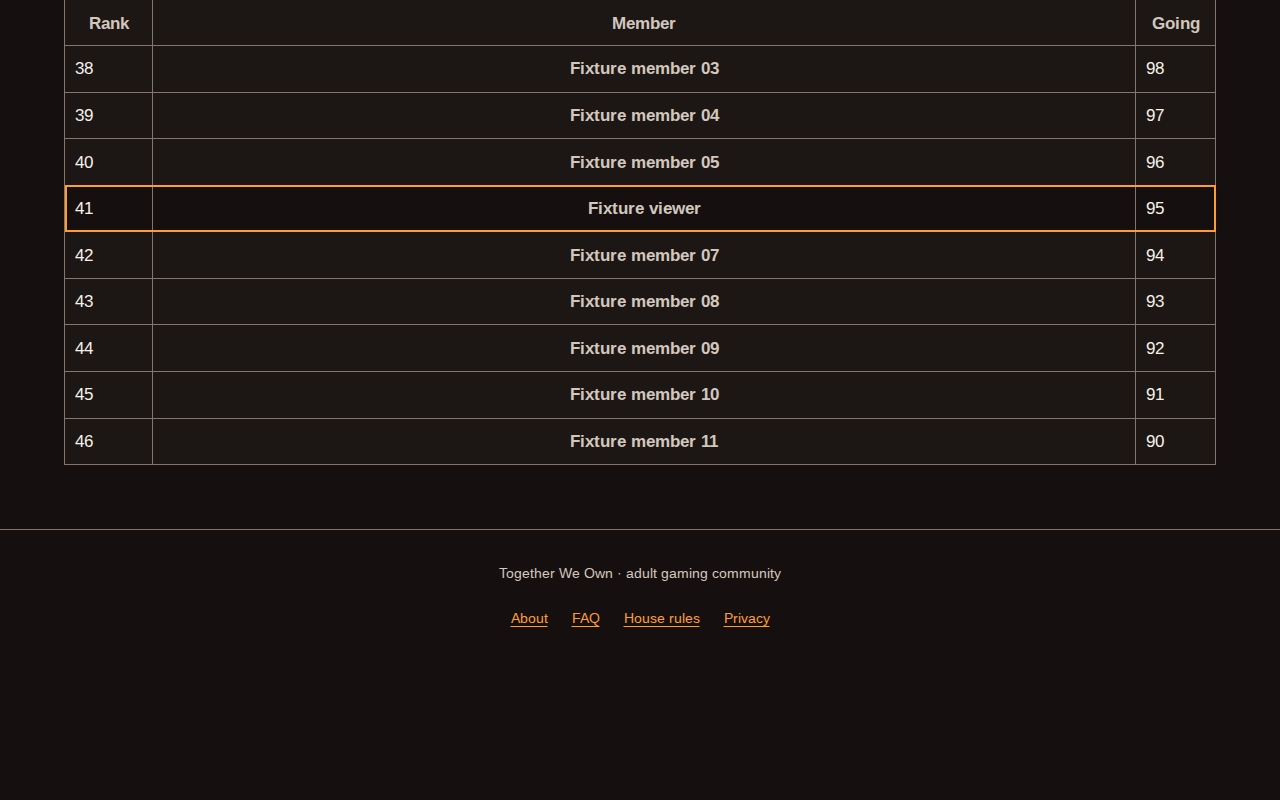 Rank Member Going
38 Fixture member 03 98
39 Fixture member 04 97
40 Fixture member 05 96
41 Fixture viewer 95
42 Fixture member 07 94
43 Fixture member 08 93
44 Fixture member 09 92
45 Fixture member 10 91
46 Fixture member 11 90
Together We Own · adult gaming community
About FAQ House rules Privacy